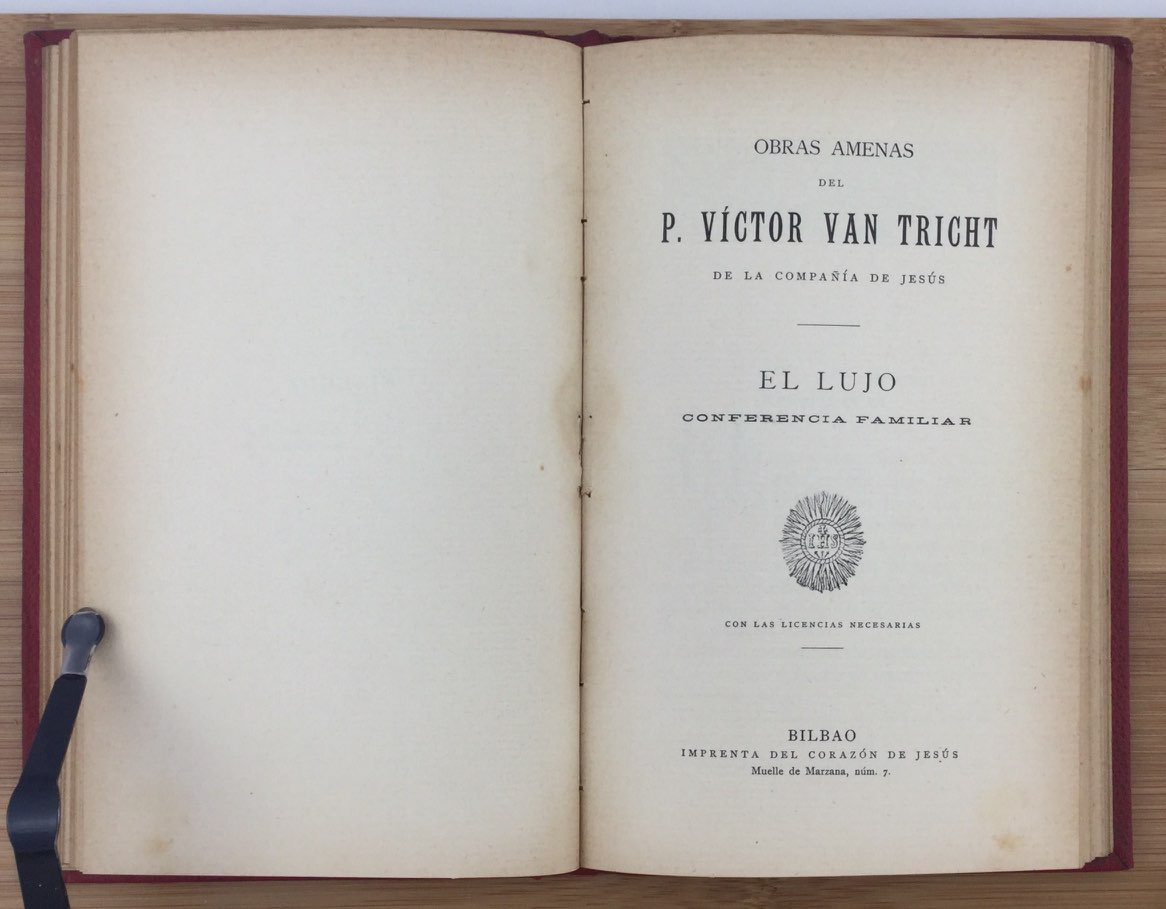 OBRAS AMENAS
DEL
P. VÍCTOR VAN TRICHT
DE LA COMPAÑÍA DE JESÚS
EL LUJO
CONFERENCIA FAMILIAR
IHS
CON LAS LICENCIAS NECESARIAS
BILBAO
IMPRENTA DEL CORAZÓN DE JESÚS
Muelle de Marzana, núm. 7.